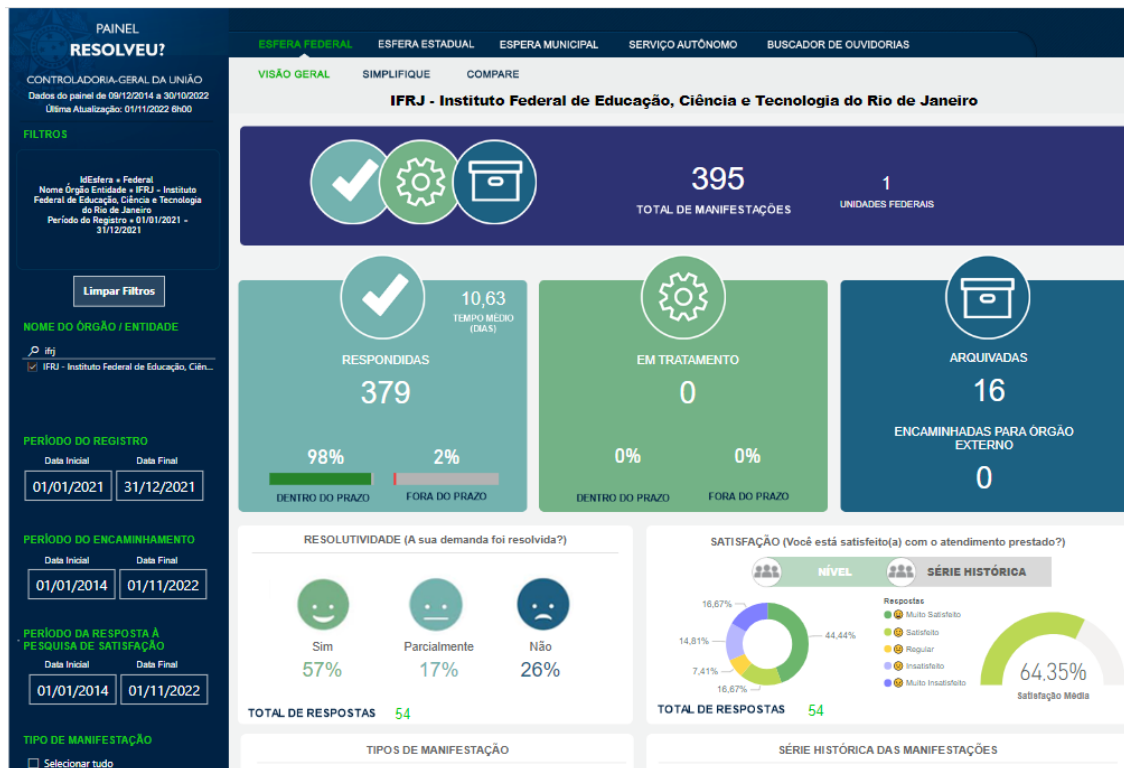 PAINEL
RESOLVEU?
CONTROLADORIA-GERAL DA UNIÃO
Dados do painel de 09/12/2014 a 30/10/2022
Última Atualização: 01/11/2022 6h00
FILTROS
IdEsfera = Federal
Nome Órgão Entidade = IFRJ – Instituto
Federal de Educação, Ciência e Tecnologia
do Rio de Janeiro
Período do Registro = 01/01/2021 –
31/12/2021
Limpar Filtros
NOME DO ÓRGÃO / ENTIDADE
ifrj
IFRJ - Instituto Federal de Educação, Ciên...
PERÍODO DO REGISTRO
Data Inicial Data Final
01/01/2021 31/12/2021
PERÍODO DO ENCAMINHAMENTO
Data Inicial Data Final
01/01/2014 01/11/2022
PERÍODO DA RESPOSTA À
PESQUISA DE SATISFAÇÃO
Data Inicial Data Final
01/01/2014 01/11/2022
TIPO DE MANIFESTAÇÃO
Selecionar tudo
ESFERA FEDERAL ESFERA ESTADUAL ESPERA MUNICIPAL SERVIÇO AUTÔNOMO BUSCADOR DE OUVIDORIAS
VISÃO GERAL SIMPLIFIQUE COMPARE
IFRJ - Instituto Federal de Educação, Ciência e Tecnologia do Rio de Janeiro
395
TOTAL DE MANIFESTAÇÕES
1
UNIDADES FEDERAIS
10,63
TEMPO MÉDIO
(DIAS)
RESPONDIDAS
379
98% 2%
DENTRO DO PRAZO FORA DO PRAZO
EM TRATAMENTO
0
0% 0%
DENTRO DO PRAZO FORA DO PRAZO
ARQUIVADAS
16
ENCAMINHADAS PARA ÓRGÃO
EXTERNO
0
RESOLUTIVIDADE (A sua demanda foi resolvida?)
Sim Parcialmente Não
57% 17% 26%
TOTAL DE RESPOSTAS 54
SATISFAÇÃO (Você está satisfeito(a) com o atendimento prestado?)
NÍVEL SÉRIE HISTÓRICA
16,67%
14,81%
7,41%
16,67%
44,44%
Respostas
Muito Satisfeito
Satisfeito
Regular
Insatisfeito
Muito Insatisfeito
64,35%
Satisfação Média
TOTAL DE RESPOSTAS 54
TIPOS DE MANIFESTAÇÃO
SÉRIE HISTÓRICA DAS MANIFESTAÇÕES